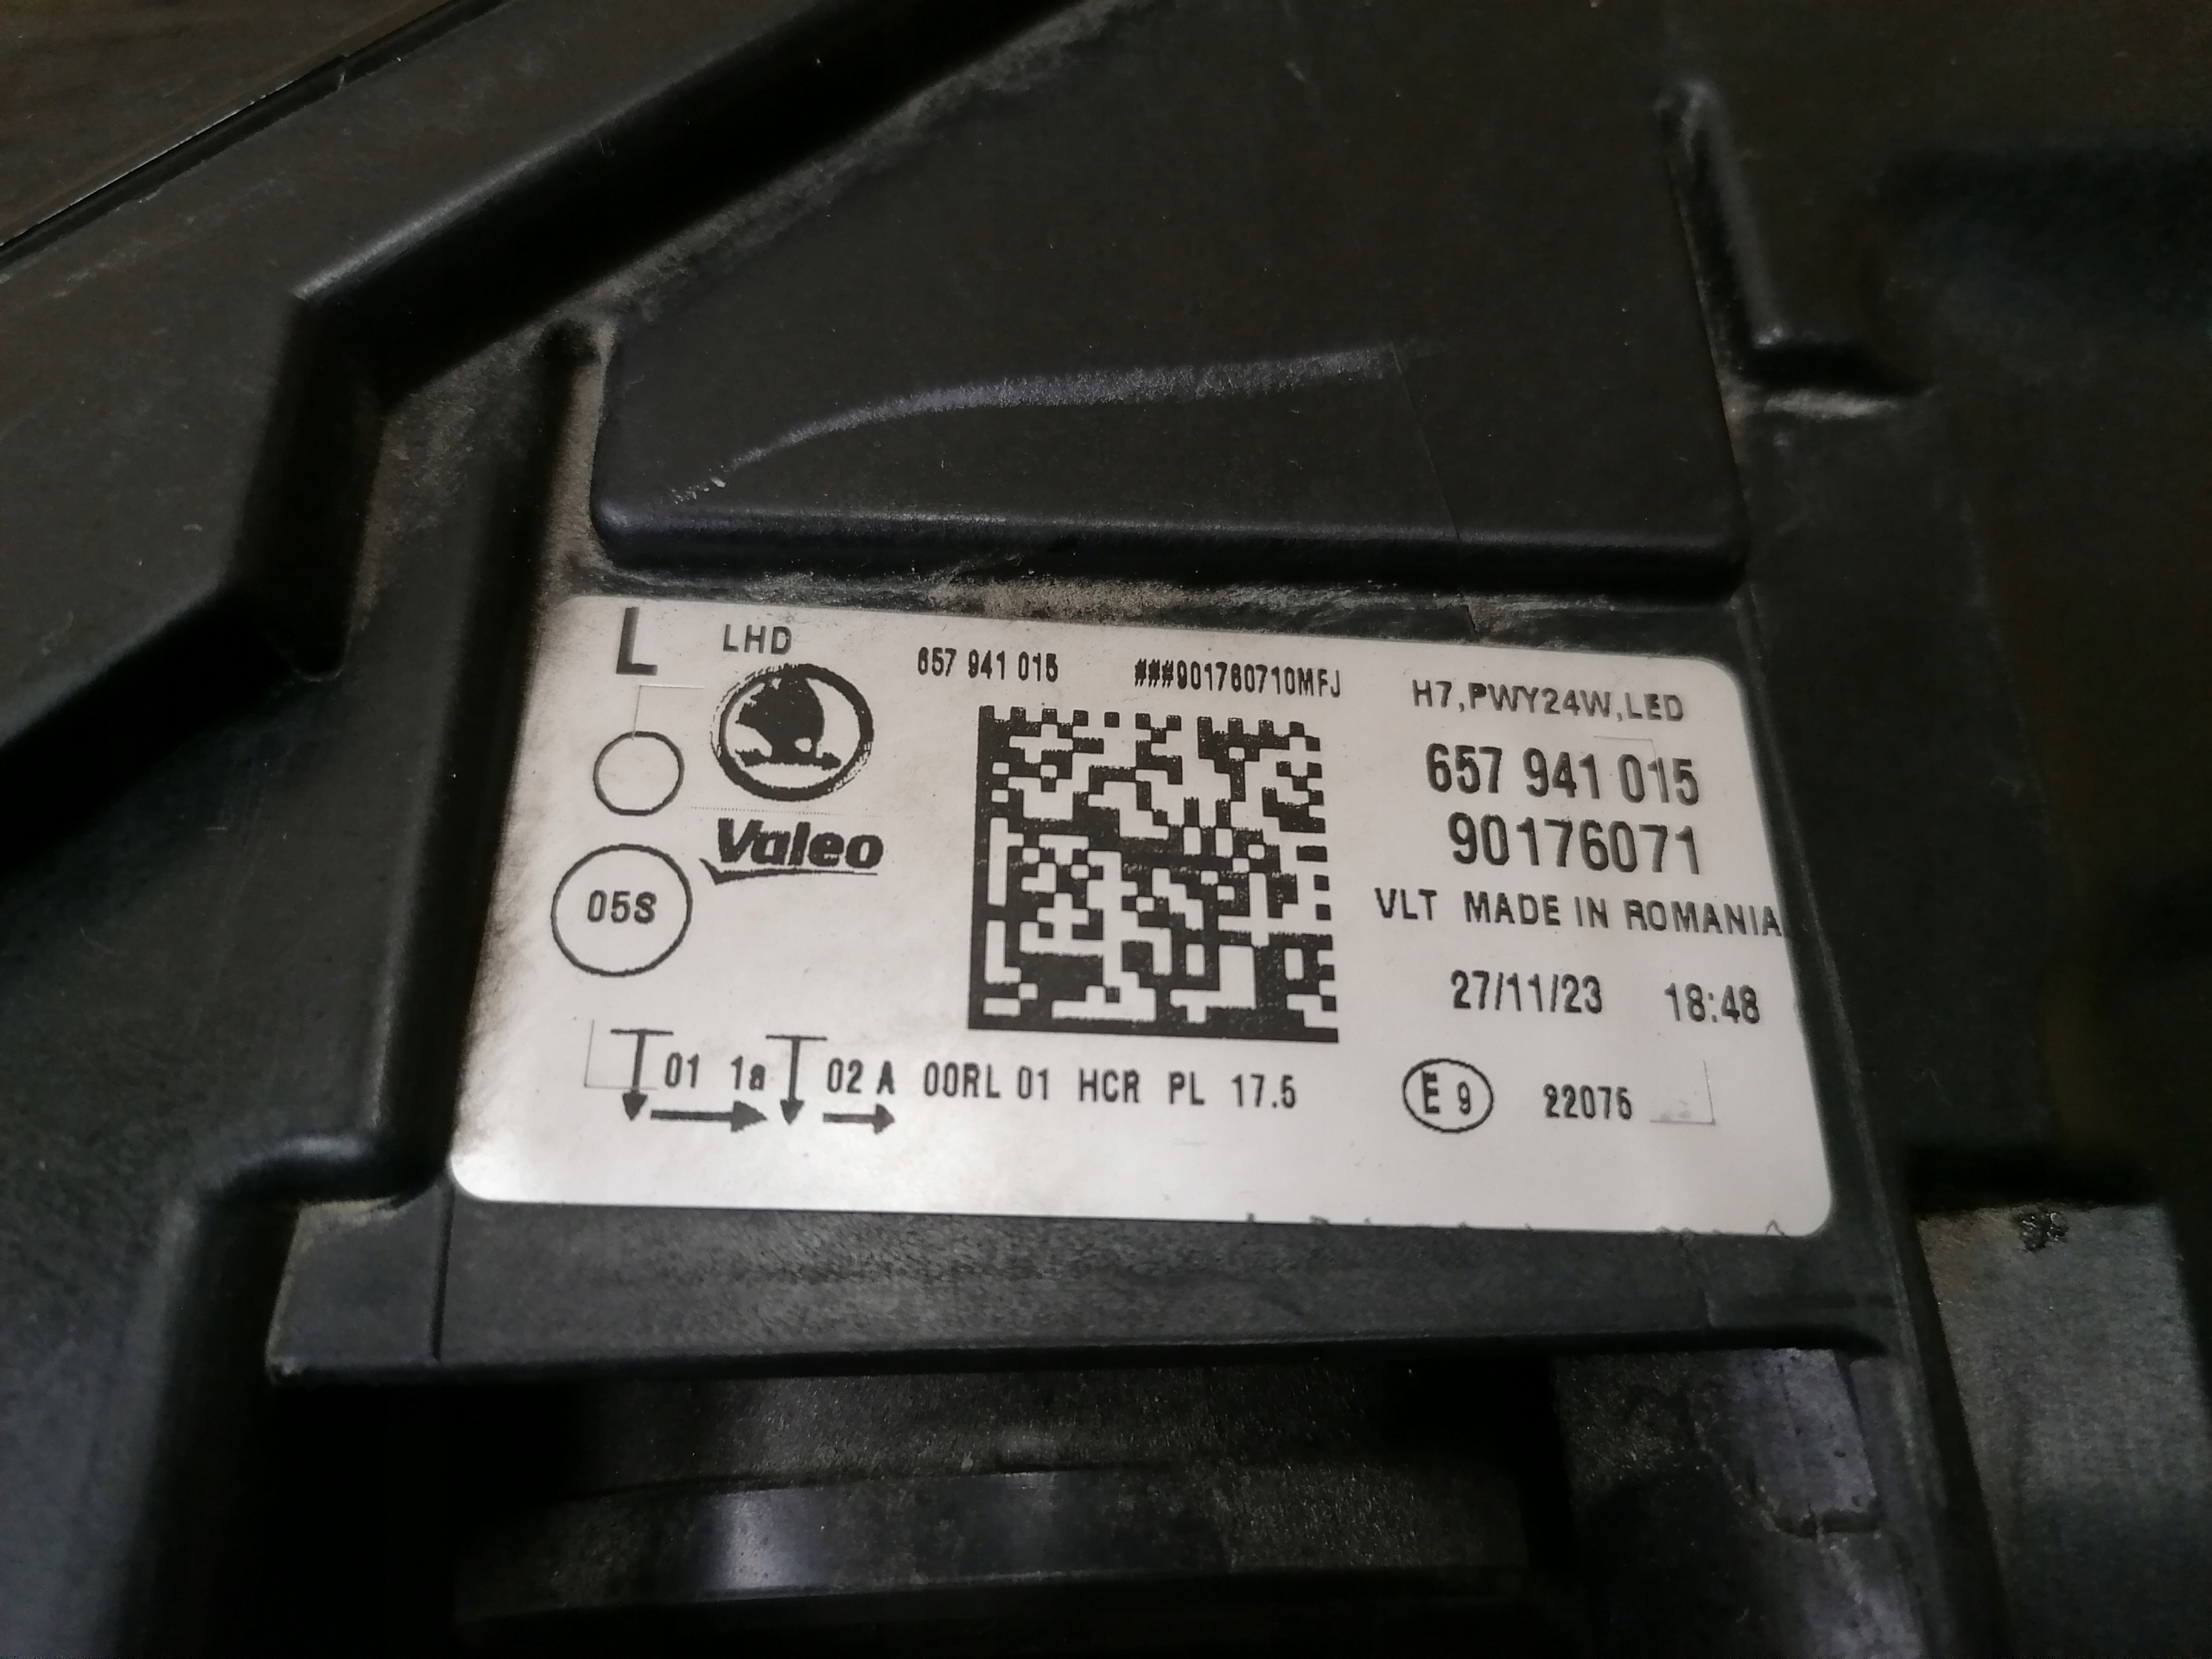 L LHD 657 941 015 ###901760710MFJ H7,PWY24W,LED
657 941 015
Valeo
90176071
05S
VLT MADE IN ROMANIA
27/11/23 18:48
01 1a 02 A 00RL 01 HCR PL 17.5 E 9 22075